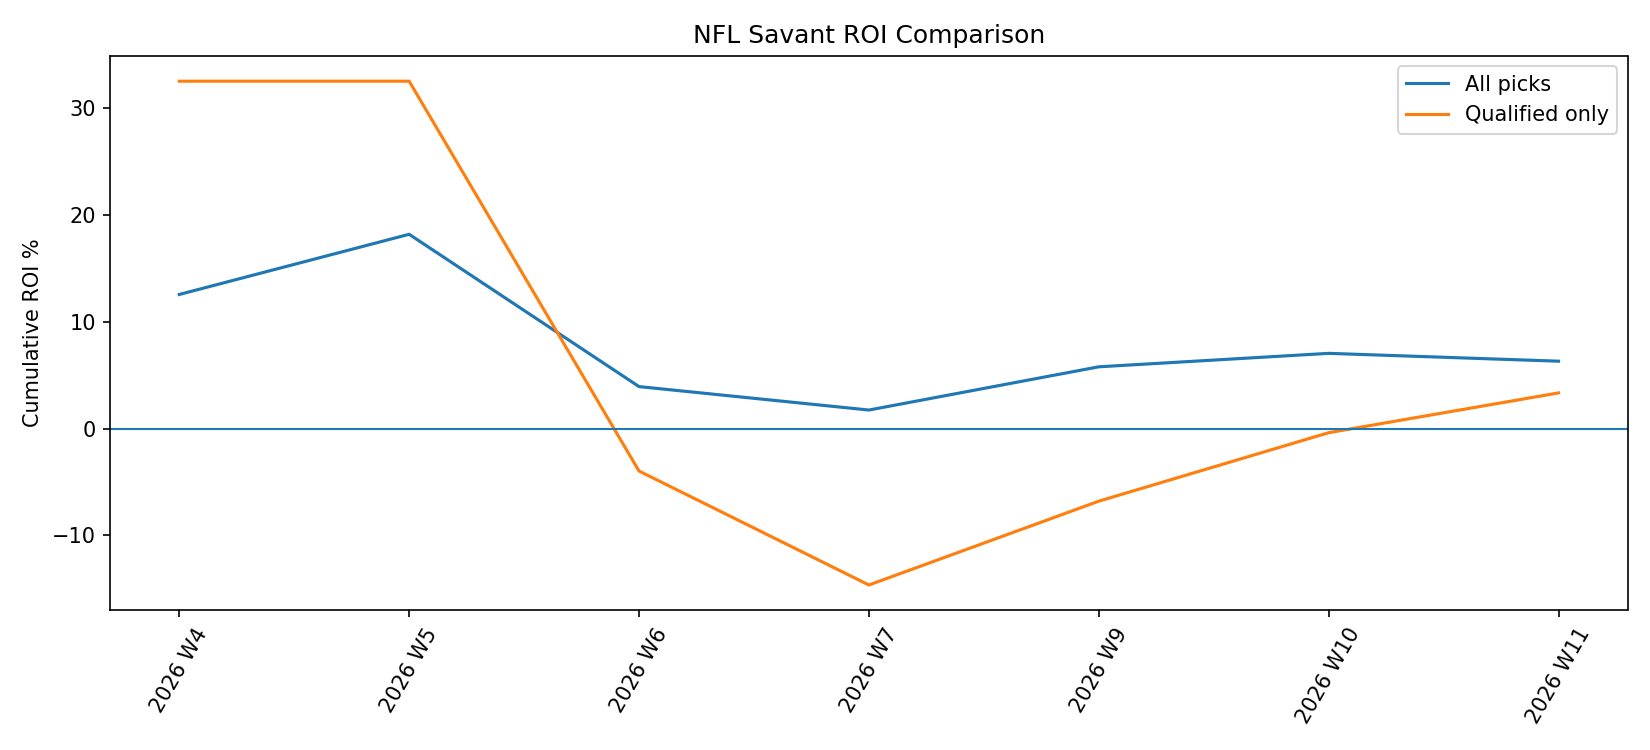 NFL Savant ROI Comparison
All picks
Qualified only
Cumulative ROI %
30
20
10
0
−10
2026 W4
2026 W5
2026 W6
2026 W7
2026 W9
2026 W10
2026 W11